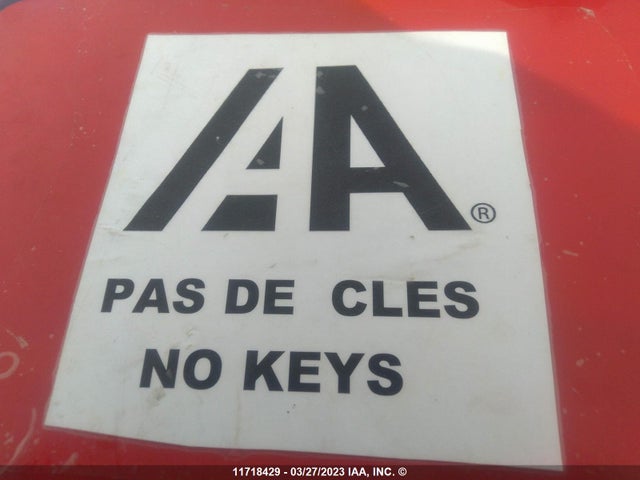 IAA®
PAS DE CLES
NO KEYS
11718429 - 03/27/2023 IAA, INC. ©